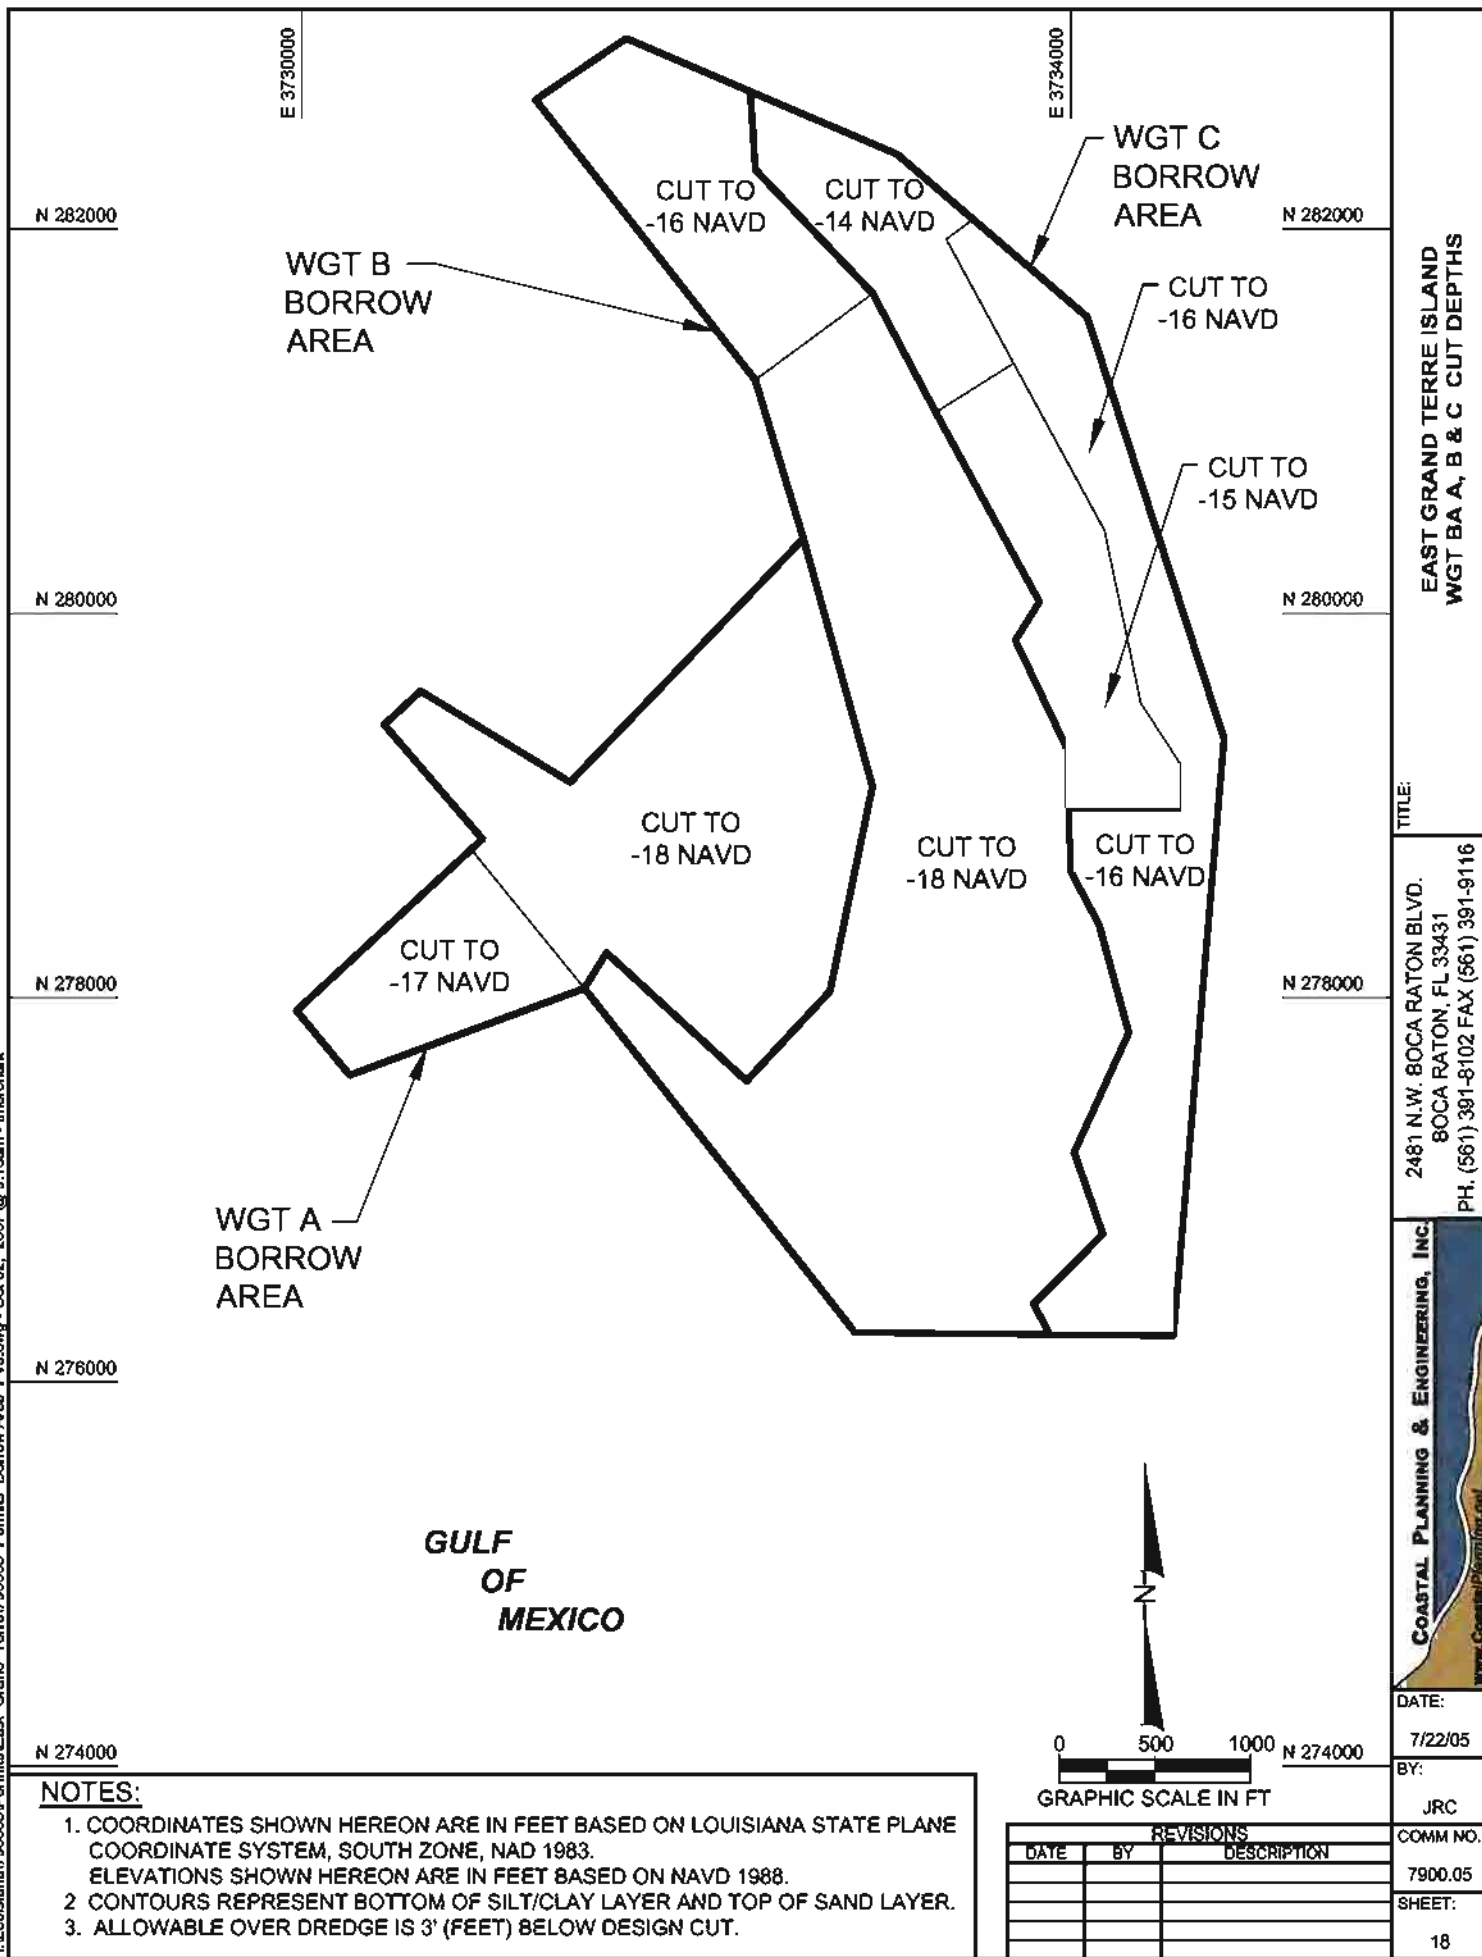 E 3730000
E 3734000
WGT C
BORROW
AREA
CUT TO
-16 NAVD
CUT TO
-14 NAVD
N 282000
N 282000
WGT B
BORROW
AREA
CUT TO
-16 NAVD
CUT TO
-15 NAVD
N 280000
N 280000
CUT TO
-18 NAVD
CUT TO
-18 NAVD
CUT TO
-16 NAVD
CUT TO
-17 NAVD
N 278000
N 278000
WGT A
BORROW
AREA
N 276000
GULF
OF
MEXICO
N
N 274000
0 500 1000
N 274000
GRAPHIC SCALE IN FT
NOTES:
1. COORDINATES SHOWN HEREON ARE IN FEET BASED ON LOUISIANA STATE PLANE
COORDINATE SYSTEM, SOUTH ZONE, NAD 1983.
ELEVATIONS SHOWN HEREON ARE IN FEET BASED ON NAVD 1988.
2 CONTOURS REPRESENT BOTTOM OF SILT/CLAY LAYER AND TOP OF SAND LAYER.
3. ALLOWABLE OVER DREDGE IS 3' (FEET) BELOW DESIGN CUT.
REVISIONS
DATE BY DESCRIPTION
TITLE:
EAST GRAND TERRE ISLAND
WGT BA A, B & C CUT DEPTHS
2481 N.W. BOCA RATON BLVD.
BOCA RATON, FL 33431
PH. (561) 391-8102 FAX (561) 391-9116
COASTAL PLANNING & ENGINEERING, INC.
DATE:
7/22/05
BY:
JRC
COMM NO.
7900.05
SHEET:
18